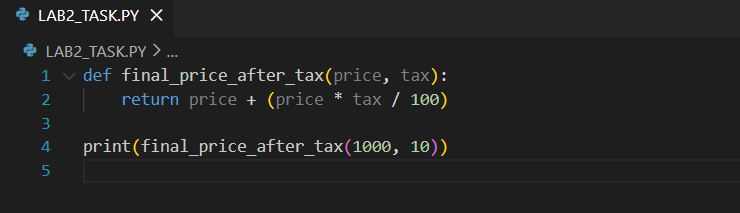 LAB2_TASK.PY ×
LAB2_TASK.PY > ...
1 def final_price_after_tax(price, tax):
2     return price + (price * tax / 100)
3
4 print(final_price_after_tax(1000, 10))
5